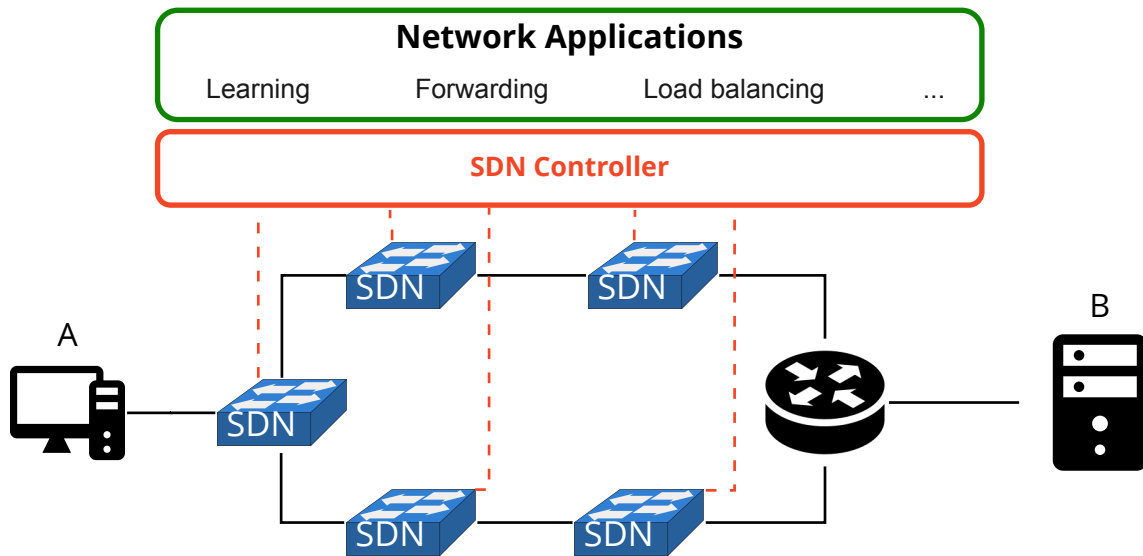 Network Applications
Learning Forwarding Load balancing ...
SDN Controller
SDN SDN
B
A
SDN
SDN SDN